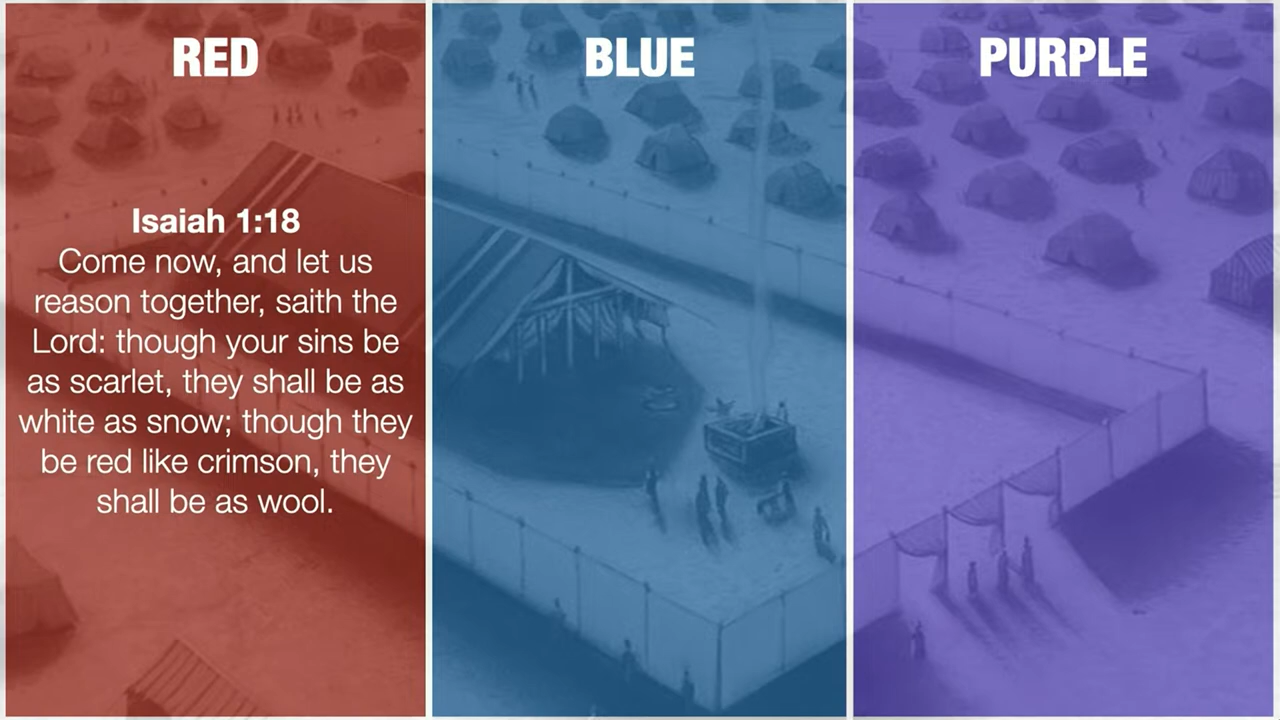 RED
Isaiah 1:18
Come now, and let us
reason together, saith the
Lord: though your sins be
as scarlet, they shall be as
white as snow; though they
be red like crimson, they
shall be as wool.
BLUE
PURPLE